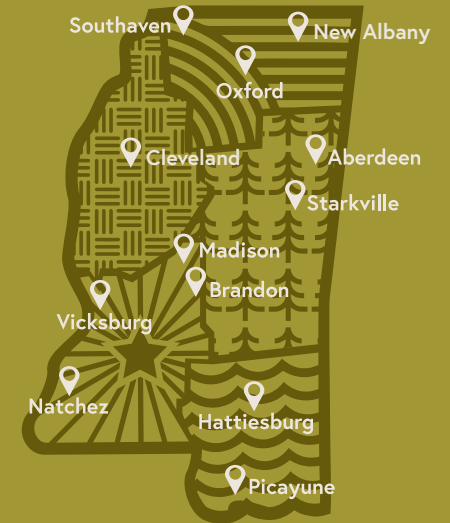 Southaven
New Albany
Oxford
Cleveland
Aberdeen
Starkville
Madison
Brandon
Vicksburg
Natchez
Hattiesburg
Picayune